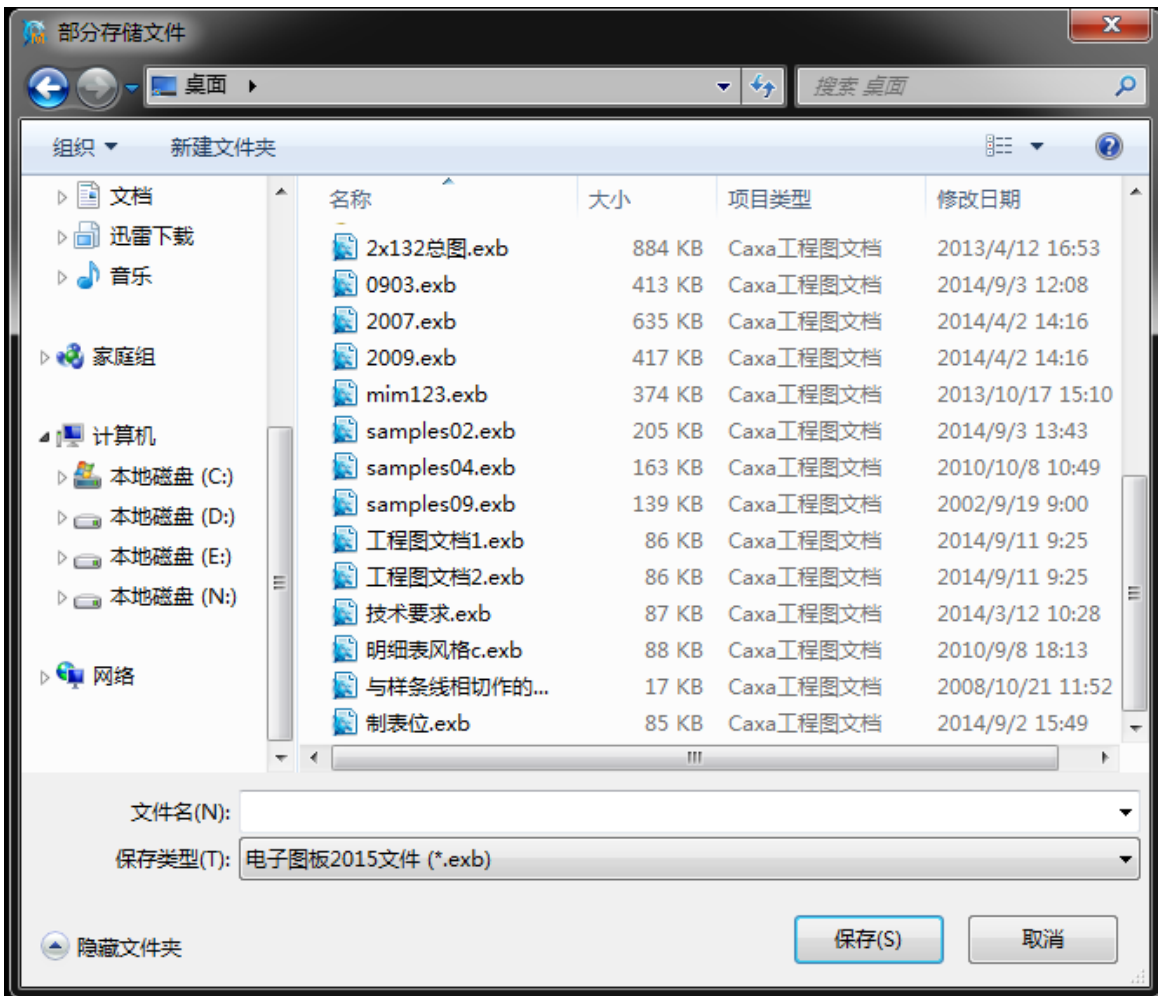 部分存储文件
桌面
搜索 桌面
组织 新建文件夹
文档
迅雷下载
音乐
家庭组
计算机
本地磁盘 (C:)
本地磁盘 (D:)
本地磁盘 (E:)
本地磁盘 (N:)
网络
名称 大小 项目类型 修改日期
2x132总图.exb 884 KB Caxa工程图文档 2013/4/12 16:53
0903.exb 413 KB Caxa工程图文档 2014/9/3 12:08
2007.exb 635 KB Caxa工程图文档 2014/4/2 14:16
2009.exb 417 KB Caxa工程图文档 2014/4/2 14:16
mim123.exb 374 KB Caxa工程图文档 2013/10/17 15:10
samples02.exb 205 KB Caxa工程图文档 2014/9/3 13:43
samples04.exb 163 KB Caxa工程图文档 2010/10/8 10:49
samples09.exb 139 KB Caxa工程图文档 2002/9/19 9:00
工程图文档1.exb 86 KB Caxa工程图文档 2014/9/11 9:25
工程图文档2.exb 86 KB Caxa工程图文档 2014/9/11 9:25
技术要求.exb 87 KB Caxa工程图文档 2014/3/12 10:28
明细表风格c.exb 88 KB Caxa工程图文档 2010/9/8 18:13
与样条线相切作的... 17 KB Caxa工程图文档 2008/10/21 11:52
制表位.exb 85 KB Caxa工程图文档 2014/9/2 15:49
文件名(N):
保存类型(T): 电子图板2015文件 (*.exb)
隐藏文件夹 保存(S) 取消